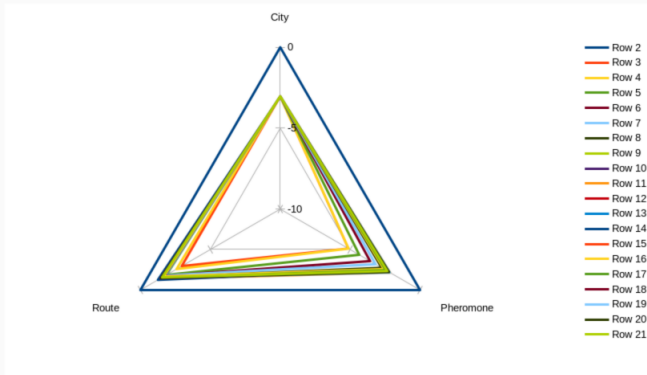 City
0
-5
-10
Route
Pheromone
Row 2
Row 3
Row 4
Row 5
Row 6
Row 7
Row 8
Row 9
Row 10
Row 11
Row 12
Row 13
Row 14
Row 15
Row 16
Row 17
Row 18
Row 19
Row 20
Row 21